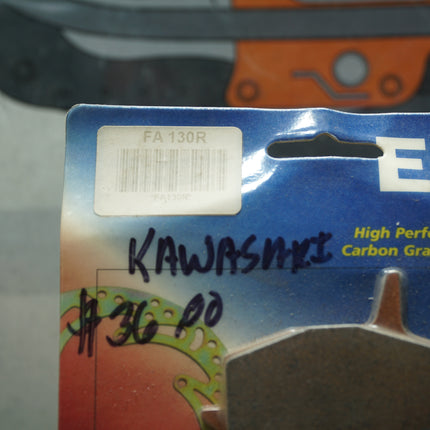 FA 130R
*FA130R*
KAWASAKI
$36.00
E
High Perfo
Carbon Gra